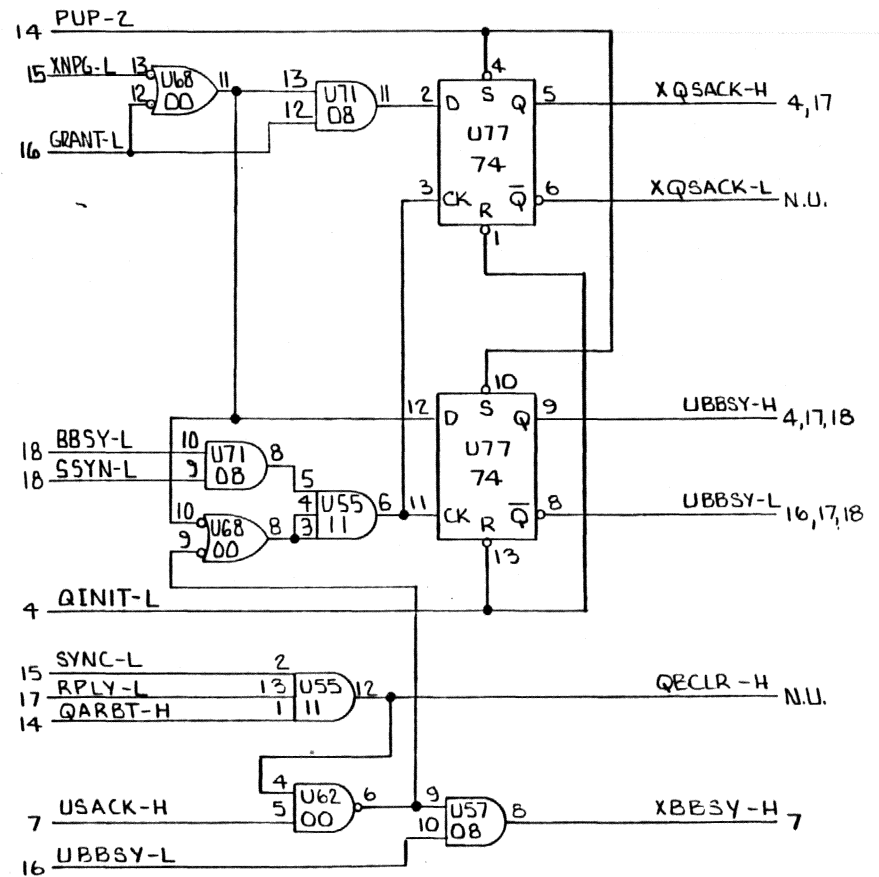 14 PUP-2
15 XNPG-L 13 U68 00 11
12
16 GRANT-L
13 U71 08 11
12
4
2 D S Q 5 XQSACK-H 4,17
U77
74
3 CK R Q̅ 6 XQSACK-L N.U.
1
10
12 D S Q 9 UBBSY-H 4,17,18
U77
74
11 CK R Q̅ 8 UBBSY-L 16,17,18
13
18 BBSY-L 10 U71 08 8
18 SSYN-L 9
5
4 U55 6
3 11
10 U68 8
9 00
4 QINIT-L
15 SYNC-L 2
17 RPLY-L 13 U55 12 QECLR-H N.U.
14 QARBT-H 1 11
4 U62 6
7 USACK-H 5 00
9 U57 8 XBBSY-H 7
10 08
16 UBBSY-L